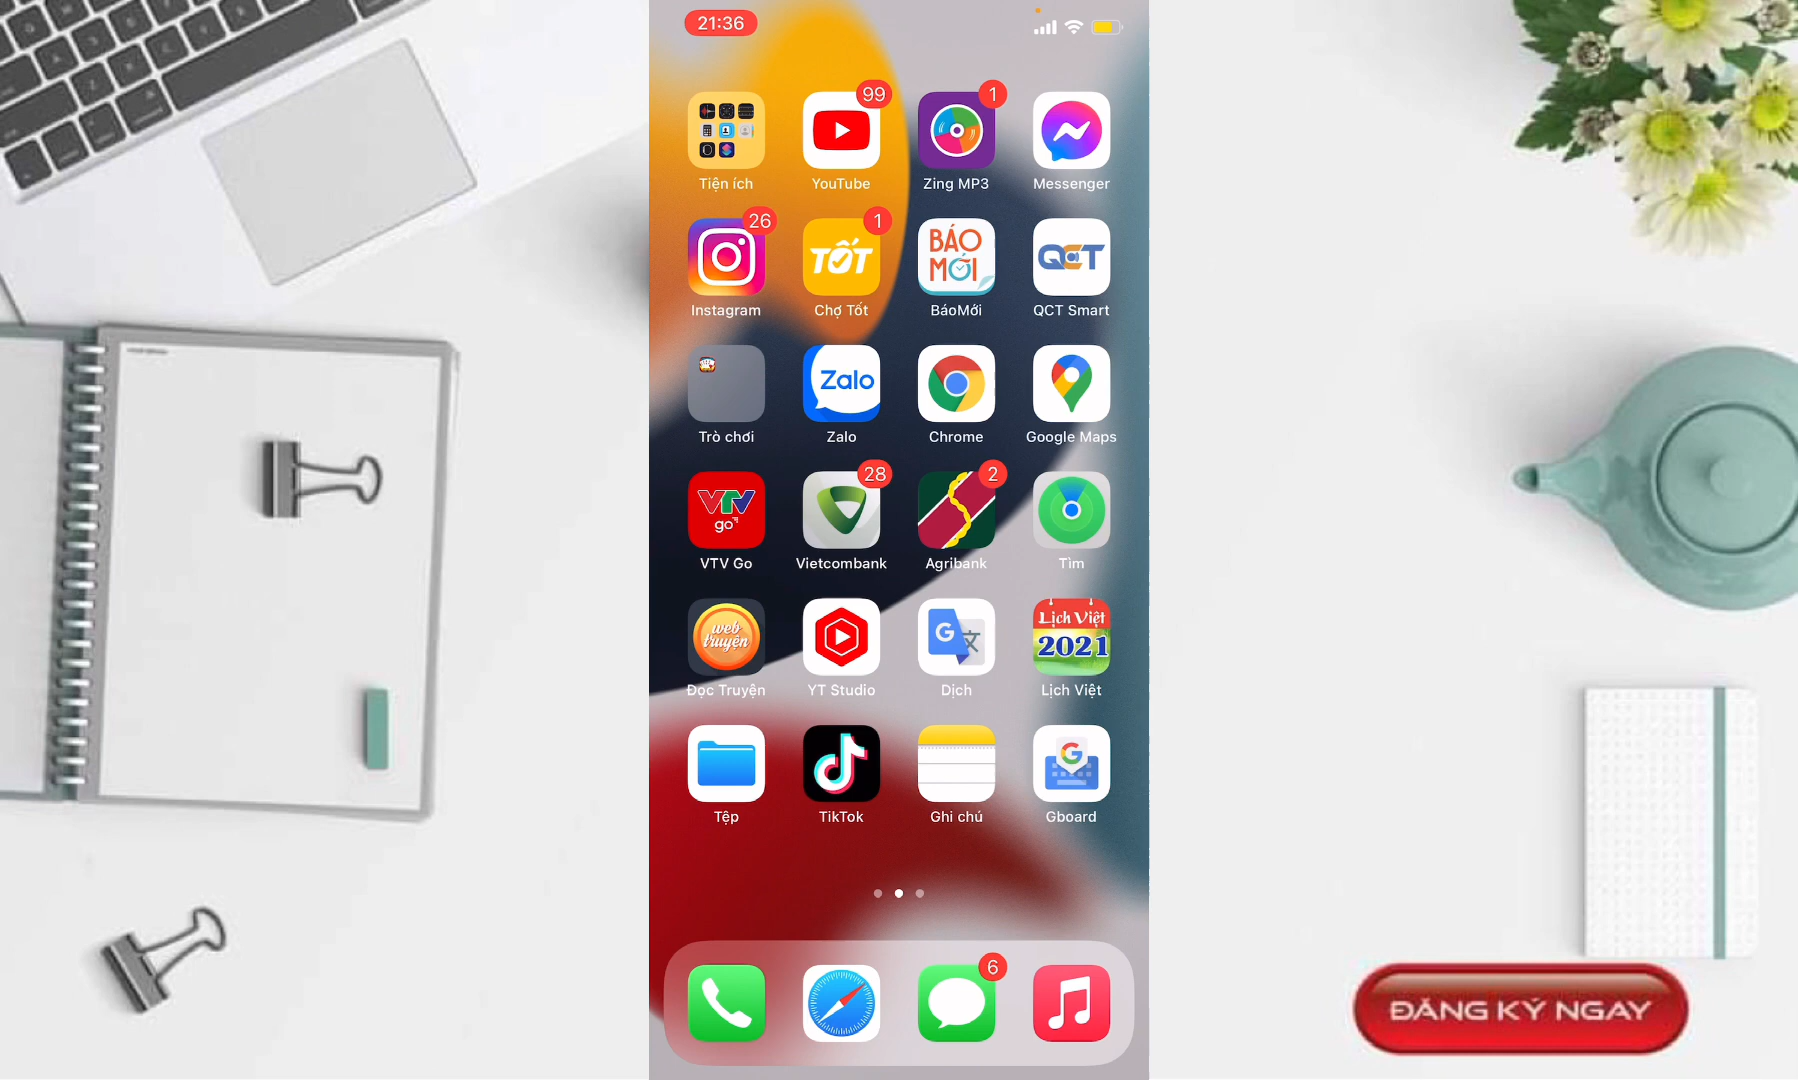 21:36
99
1
Tiện ích
YouTube
Zing MP3
Messenger
26
TỐT
1
BÁO
MỚI
QCT
Instagram
Chợ Tốt
BáoMới
QCT Smart
Zalo
Trò chơi
Zalo
Chrome
Google Maps
VTV
go
28
2
VTV Go
Vietcombank
Agribank
Tìm
web
truyện
G
文
Lịch Việt
2021
Đọc Truyện
YT Studio
Dịch
Lịch Việt
G
Tệp
TikTok
Ghi chú
Gboard
6
ĐĂNG KÝ NGAY